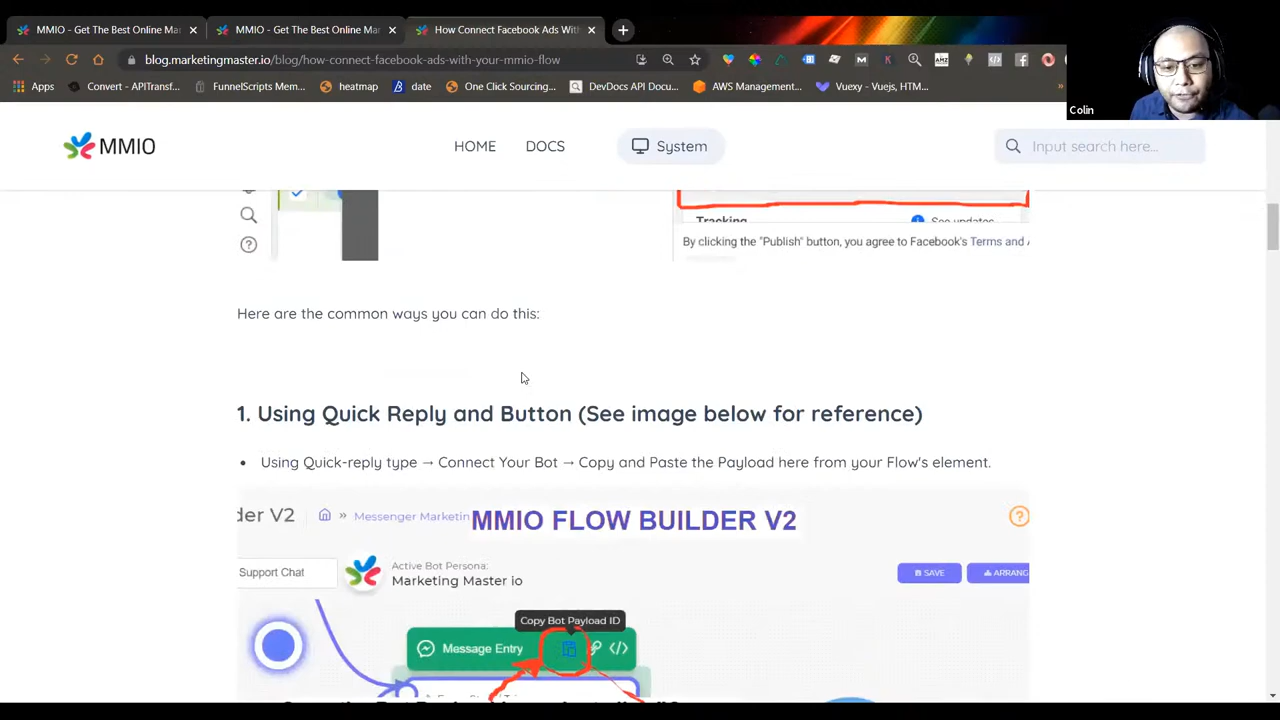 MMIO - Get The Best Online Ma
MMIO - Get The Best Online Ma
How Connect Facebook Ads With
blog.marketingmaster.io/blog/how-connect-facebook-ads-with-your-mmio-flow
Apps
Convert - APITransf...
FunnelScripts Mem...
heatmap
date
One Click Sourcing...
DevDocs API Docu...
AWS Management...
Vuexy - Vuejs, HTM...
»
Colin
MMIO
HOME
DOCS
System
Input search here...
Tracking
See updates
By clicking the "Publish" button, you agree to Facebook's Terms and
Here are the common ways you can do this:
1. Using Quick Reply and Button (See image below for reference)
• Using Quick-reply type → Connect Your Bot → Copy and Paste the Payload here from your Flow's element.
der V2
» Messenger Marketin
MMIO FLOW BUILDER V2
Support Chat
Active Bot Persona:
Marketing Master io
SAVE
ARRANG
Copy Bot Payload ID
Message Entry